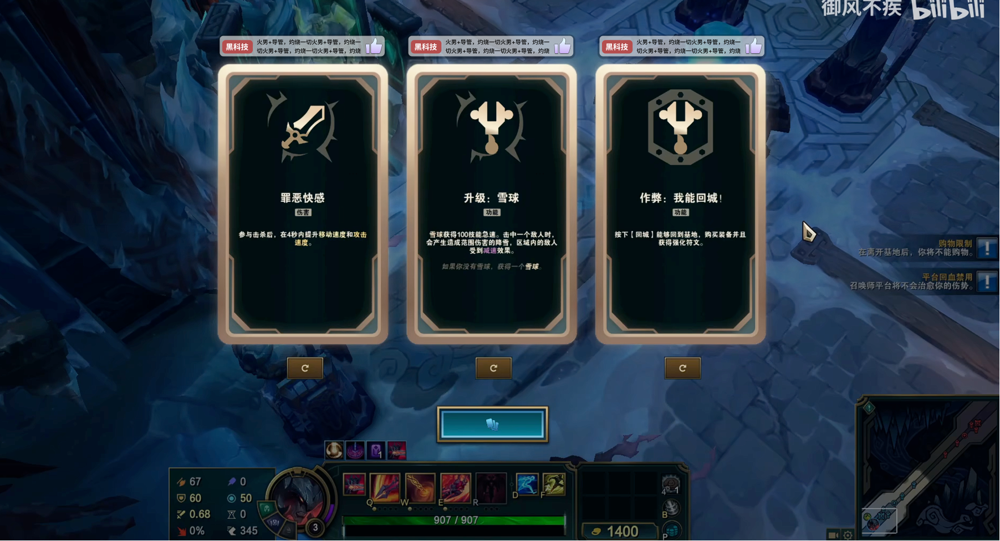 御风不疾 bilibili
黑科技
火男+导管，灼烧一切火男+导管，灼烧一
切火男+导管，灼烧一切火男+导管，灼烧
黑科技
火男+导管，灼烧一切火男+导管，灼烧一
切火男+导管，灼烧一切火男+导管，灼烧
黑科技
火男+导管，灼烧一切火男+导管，灼烧一
切火男+导管，灼烧一切火男+导管，灼烧
罪恶快感
伤害
参与击杀后，在4秒内提升移动速度和攻击
速度。
升级：雪球
功能
雪球获得100技能急速。击中一个敌人时，
会产生造成范围伤害的降雪，区域内的敌人
受到减速效果。
如果你没有雪球，获得一个雪球。
作弊：我能回城！
功能
按下【回城】能够回到基地，购买装备并且
获得强化符文。
购物限制
在离开基地后，你将不能购物。
平台回血禁用
召唤师平台将不会治愈你的伤势。
1
67 0
60 50
0.68 0
0% 345
3
Q W E R D F
907 / 907
4 1
B
P
1400